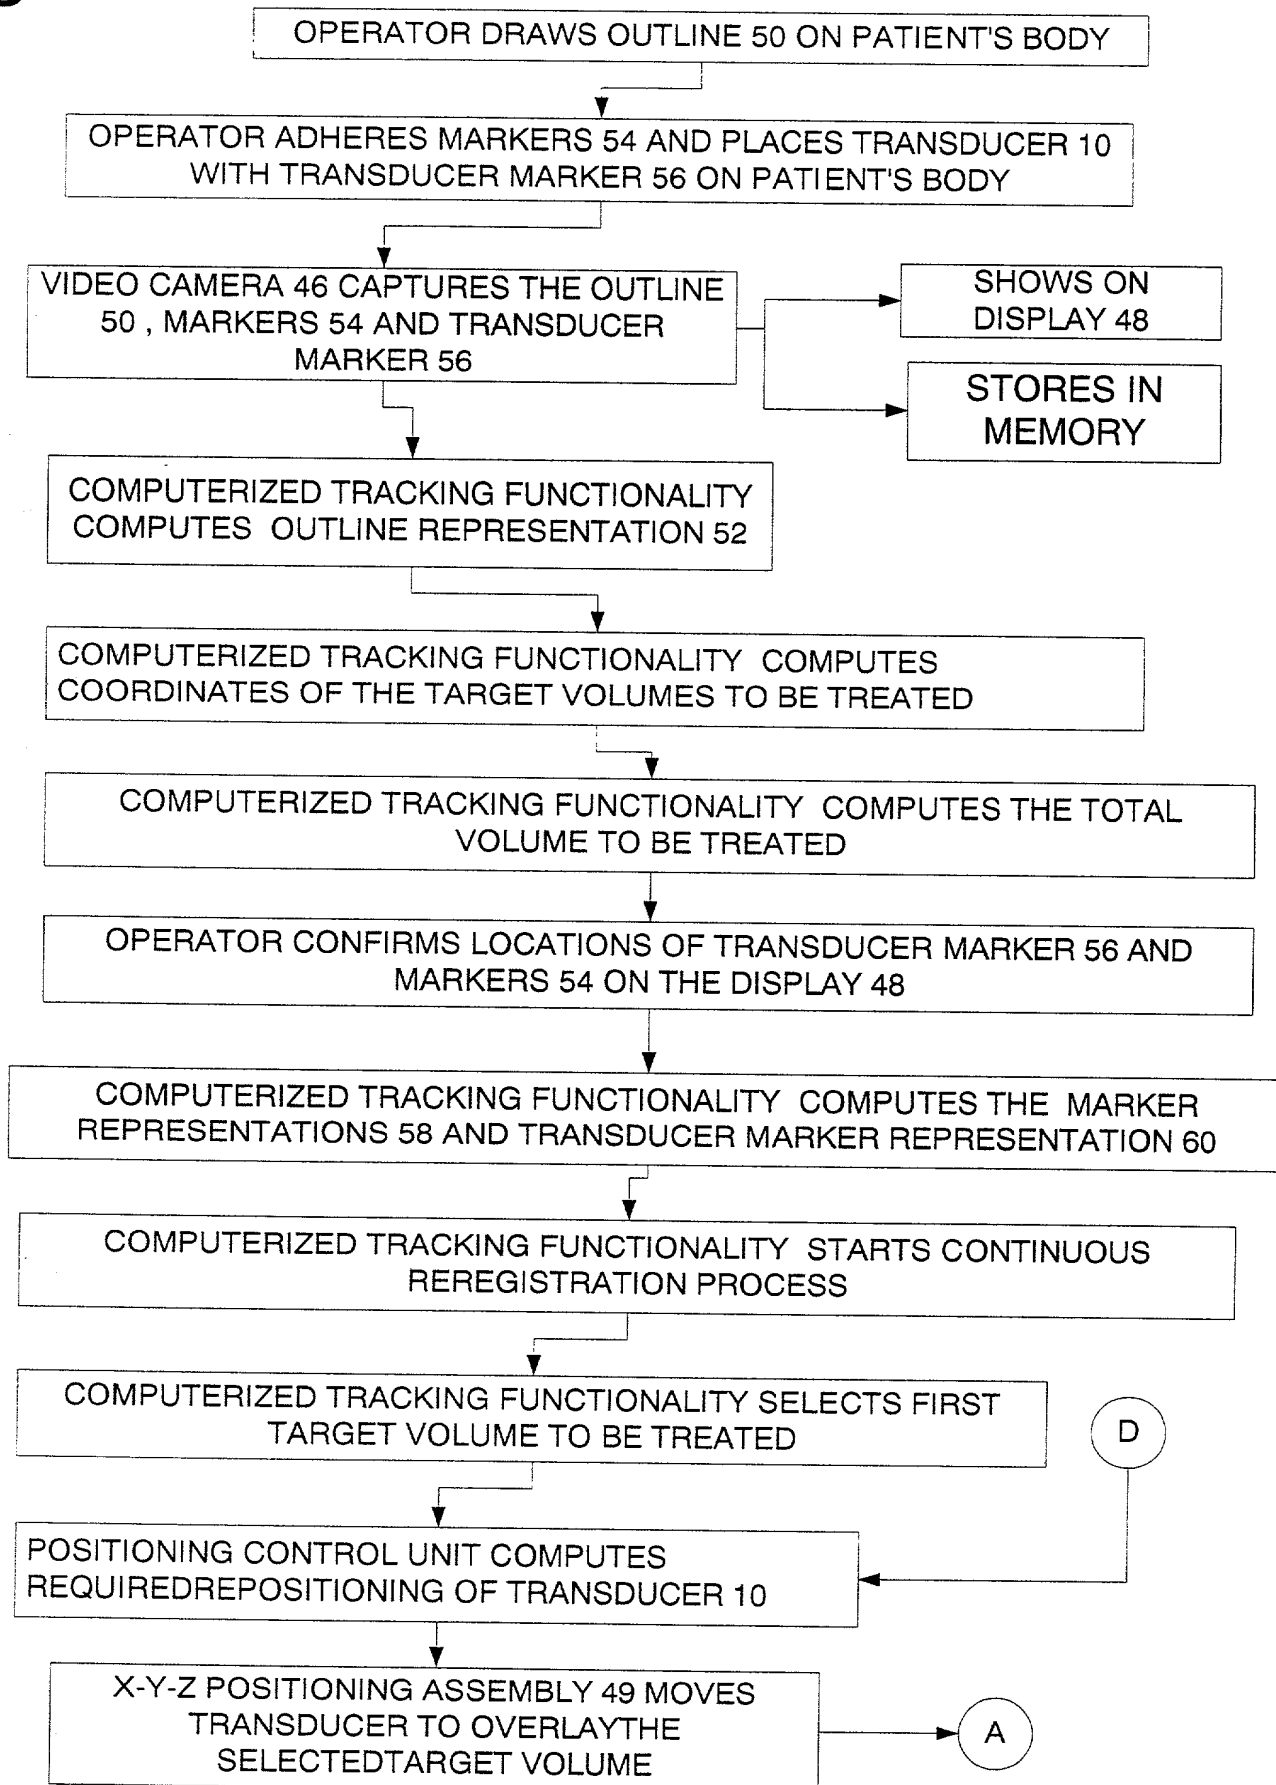 OPERATOR DRAWS OUTLINE 50 ON PATIENT'S BODY
OPERATOR ADHERES MARKERS 54 AND PLACES TRANSDUCER 10
WITH TRANSDUCER MARKER 56 ON PATIENT'S BODY
VIDEO CAMERA 46 CAPTURES THE OUTLINE
50 , MARKERS 54 AND TRANSDUCER
MARKER 56
SHOWS ON
DISPLAY 48
STORES IN
MEMORY
COMPUTERIZED TRACKING FUNCTIONALITY
COMPUTES OUTLINE REPRESENTATION 52
COMPUTERIZED TRACKING FUNCTIONALITY COMPUTES
COORDINATES OF THE TARGET VOLUMES TO BE TREATED
COMPUTERIZED TRACKING FUNCTIONALITY COMPUTES THE TOTAL
VOLUME TO BE TREATED
OPERATOR CONFIRMS LOCATIONS OF TRANSDUCER MARKER 56 AND
MARKERS 54 ON THE DISPLAY 48
COMPUTERIZED TRACKING FUNCTIONALITY COMPUTES THE MARKER
REPRESENTATIONS 58 AND TRANSDUCER MARKER REPRESENTATION 60
COMPUTERIZED TRACKING FUNCTIONALITY STARTS CONTINUOUS
REREGISTRATION PROCESS
COMPUTERIZED TRACKING FUNCTIONALITY SELECTS FIRST
TARGET VOLUME TO BE TREATED
D
POSITIONING CONTROL UNIT COMPUTES
REQUIREDREPOSITIONING OF TRANSDUCER 10
X-Y-Z POSITIONING ASSEMBLY 49 MOVES
TRANSDUCER TO OVERLAYTHE
SELECTEDTARGET VOLUME
A